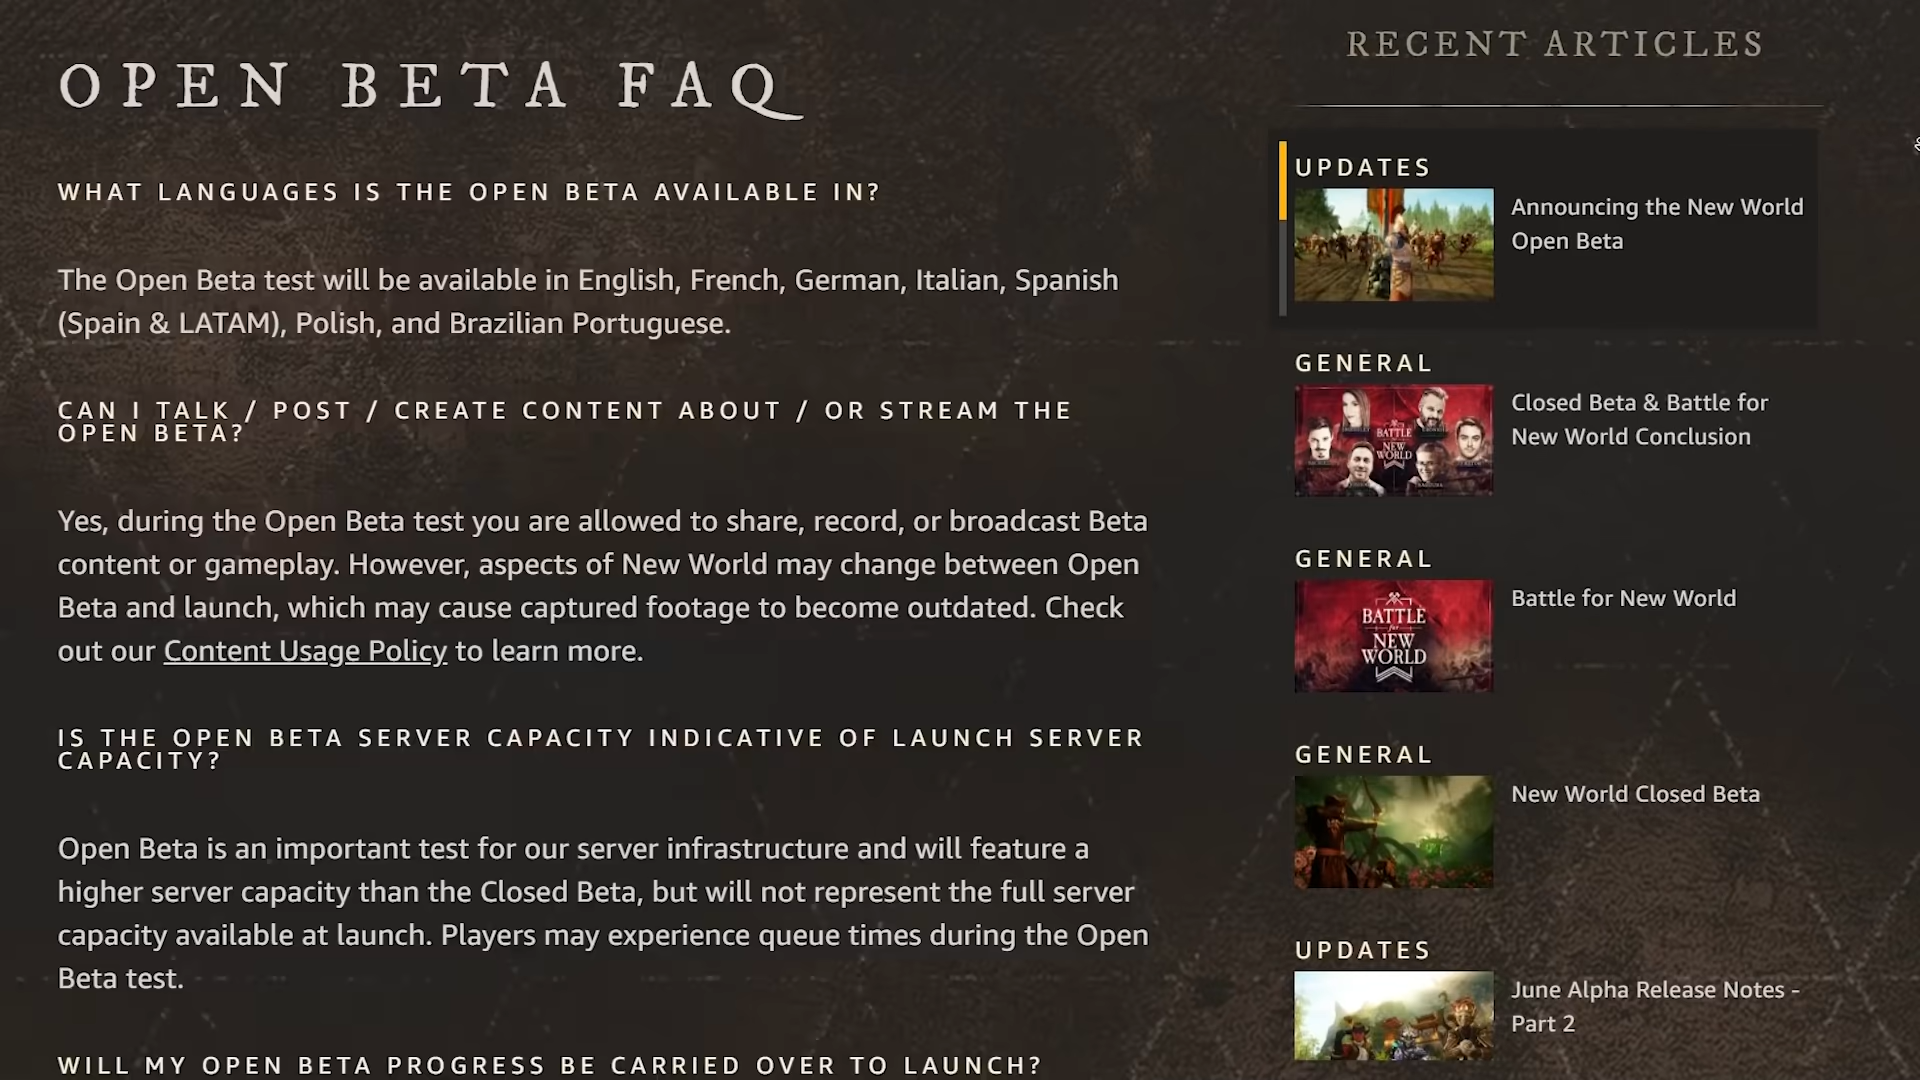 OPEN BETA FAQ
WHAT LANGUAGES IS THE OPEN BETA AVAILABLE IN?
The Open Beta test will be available in English, French, German, Italian, Spanish
(Spain & LATAM), Polish, and Brazilian Portuguese.
CAN I TALK / POST / CREATE CONTENT ABOUT / OR STREAM THE
OPEN BETA?
Yes, during the Open Beta test you are allowed to share, record, or broadcast Beta
content or gameplay. However, aspects of New World may change between Open
Beta and launch, which may cause captured footage to become outdated. Check
out our Content Usage Policy to learn more.
IS THE OPEN BETA SERVER CAPACITY INDICATIVE OF LAUNCH SERVER
CAPACITY?
Open Beta is an important test for our server infrastructure and will feature a
higher server capacity than the Closed Beta, but will not represent the full server
capacity available at launch. Players may experience queue times during the Open
Beta test.
WILL MY OPEN BETA PROGRESS BE CARRIED OVER TO LAUNCH?
RECENT ARTICLES
UPDATES
Announcing the New World
Open Beta
GENERAL
BATTLE
NEW
WORLD
Closed Beta & Battle for
New World Conclusion
GENERAL
BATTLE
for
NEW
WORLD
Battle for New World
GENERAL
New World Closed Beta
UPDATES
June Alpha Release Notes -
Part 2